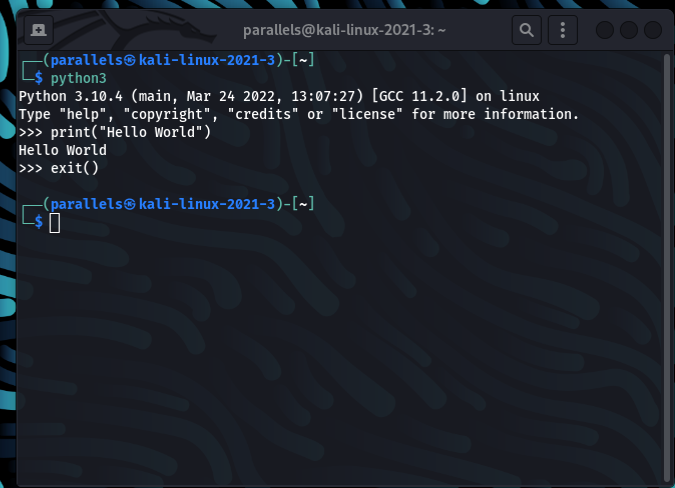 parallels@kali-linux-2021-3: ~
┌──(parallels㉿kali-linux-2021-3)-[~]
└─$ python3
Python 3.10.4 (main, Mar 24 2022, 13:07:27) [GCC 11.2.0] on linux
Type "help", "copyright", "credits" or "license" for more information.
>>> print("Hello World")
Hello World
>>> exit()
┌──(parallels㉿kali-linux-2021-3)-[~]
└─$